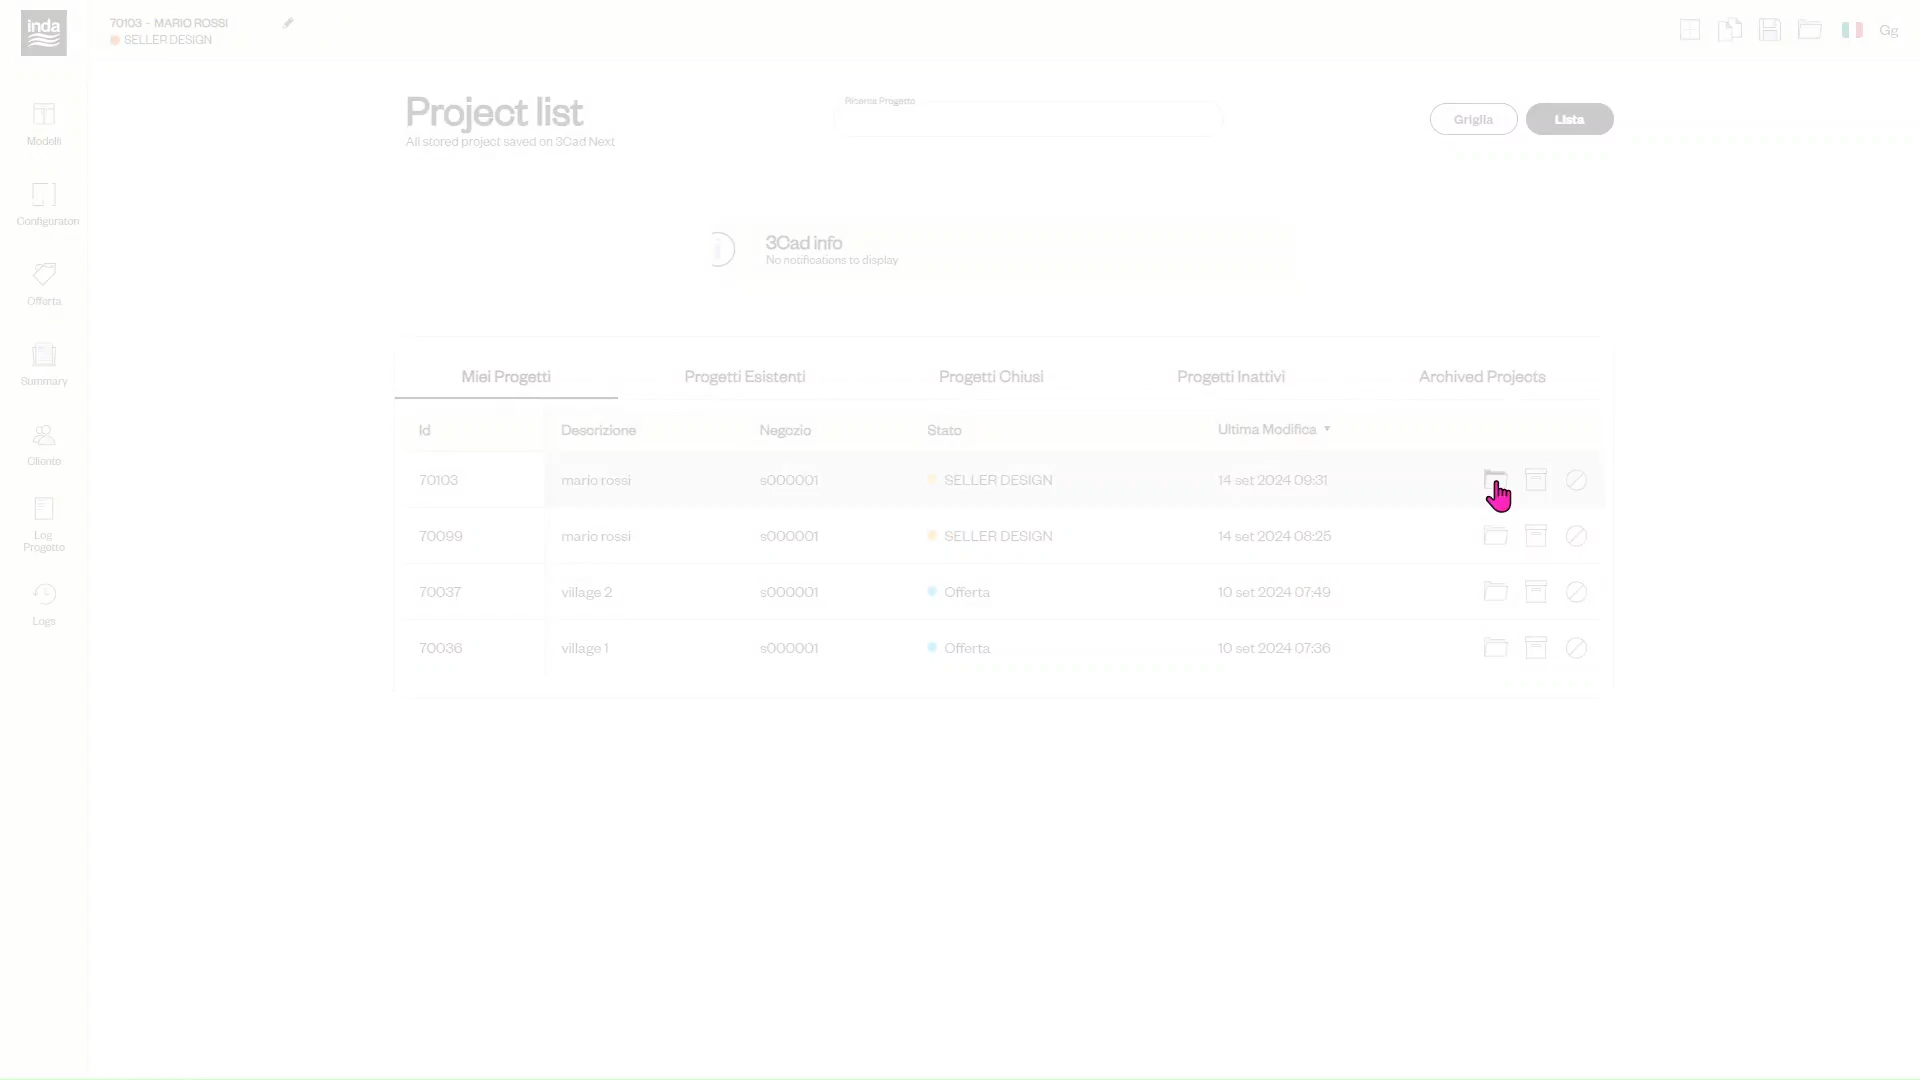 inda
70103 - MARIO ROSSI
SELLER DESIGN
Gg
Modelli
Configuratori
Offerta
Summary
Cliente
Log
Progetto
Logs
Project list
All stored project saved on 3Cad Next
Ricerca Progetto
Griglia
Lista
3Cad info
No notifications to display
Miei Progetti Progetti Esistenti Progetti Chiusi Progetti Inattivi Archived Projects
Id Descrizione Negozio Stato Ultima Modifica
70103 mario rossi s000001 SELLER DESIGN 14 set 2024 09:31
70099 mario rossi s000001 SELLER DESIGN 14 set 2024 08:25
70037 village 2 s000001 Offerta 10 set 2024 07:49
70036 village 1 s000001 Offerta 10 set 2024 07:36